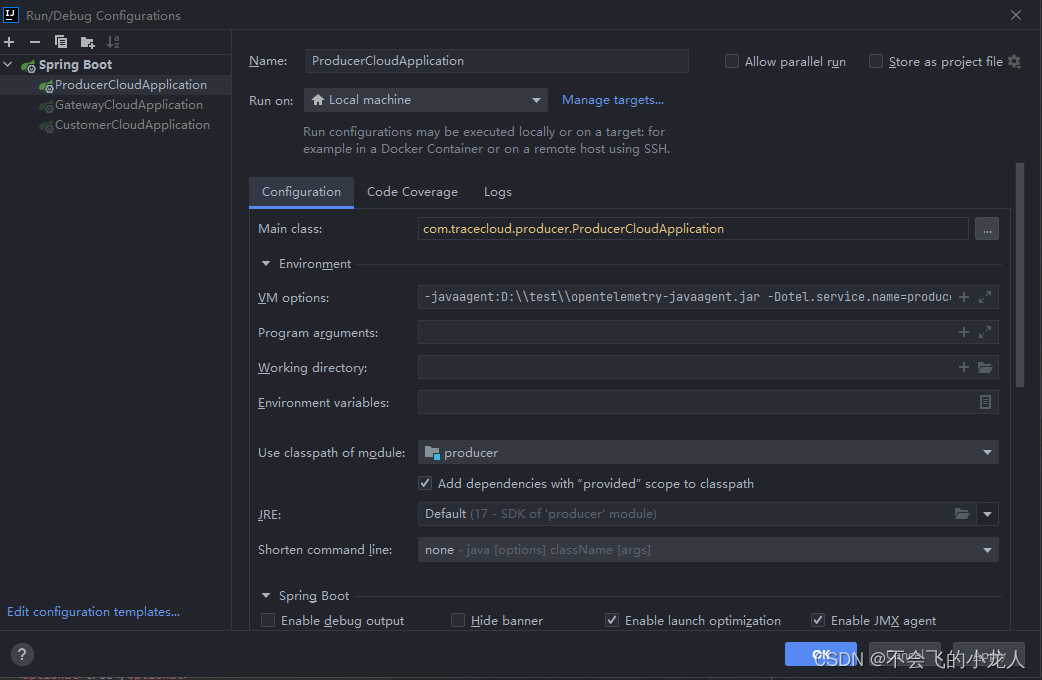 Run/Debug Configurations
Spring Boot
ProducerCloudApplication
GatewayCloudApplication
CustomerCloudApplication
Name: ProducerCloudApplication
Allow parallel run
Store as project file
Run on: Local machine
Manage targets...
Run configurations may be executed locally or on a target: for
example in a Docker Container or on a remote host using SSH.
Configuration Code Coverage Logs
Main class: com.tracecloud.producer.ProducerCloudApplication ...
Environment
VM options: -javaagent:D:\\test\\opentelemetry-javaagent.jar -Dotel.service.name=produc
Program arguments:
Working directory:
Environment variables:
Use classpath of module: producer
Add dependencies with “provided” scope to classpath
JRE: Default (17 - SDK of 'producer' module)
Shorten command line: none - java [options] className [args]
Spring Boot
Enable debug output Hide banner Enable launch optimization Enable JMX agent
Edit configuration templates...
? OK Cancel Apply
CSDN @不会飞的小龙人